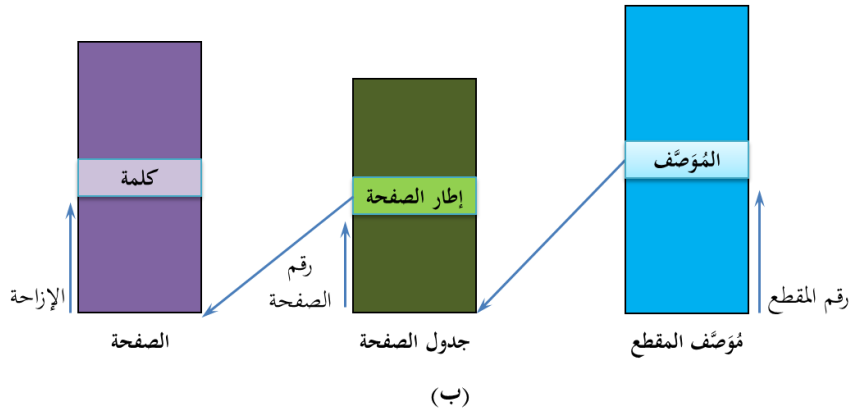 المُوَصَّف
رقم المقطع
مُوَصَّف المقطع
إطار الصفحة
رقم
الصفحة
جدول الصفحة
كلمة
الإزاحة
الصفحة
(ب)